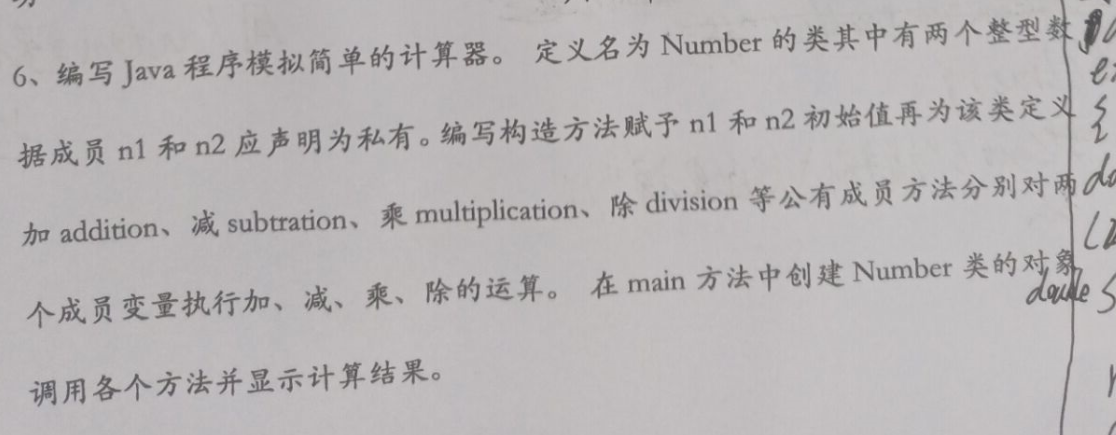 6、编写 Java 程序模拟简单的计算器。 定义名为 Number 的类其中有两个整型数
据成员 n1 和 n2 应声明为私有。编写构造方法赋予 n1 和 n2 初始值再为该类定义
加 addition、减 subtration、乘 multiplication、除 division 等公有成员方法分别对两
个成员变量执行加、减、乘、除的运算。 在 main 方法中创建 Number 类的对象
double
调用各个方法并显示计算结果。